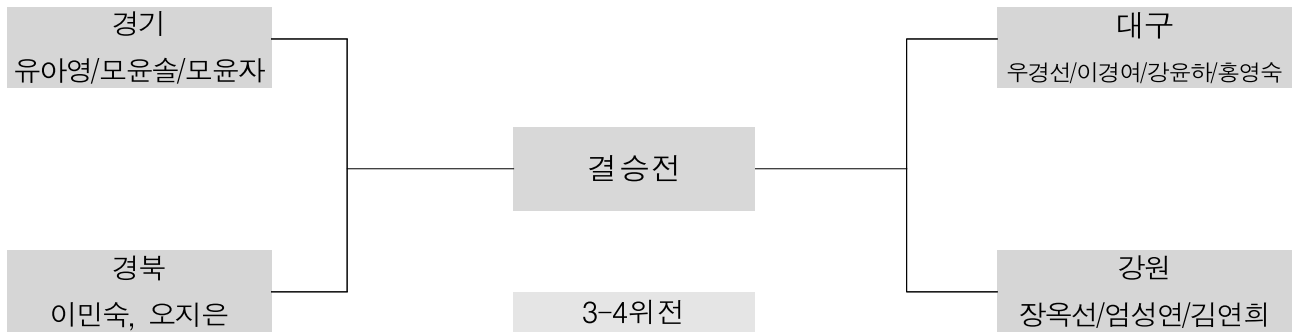 경기
유아영/모윤솔/모윤자
대구
우경선/이경여/강윤하/홍영숙
결승전
경북
이민숙, 오지은
3-4위전
강원
장옥선/엄성연/김연희